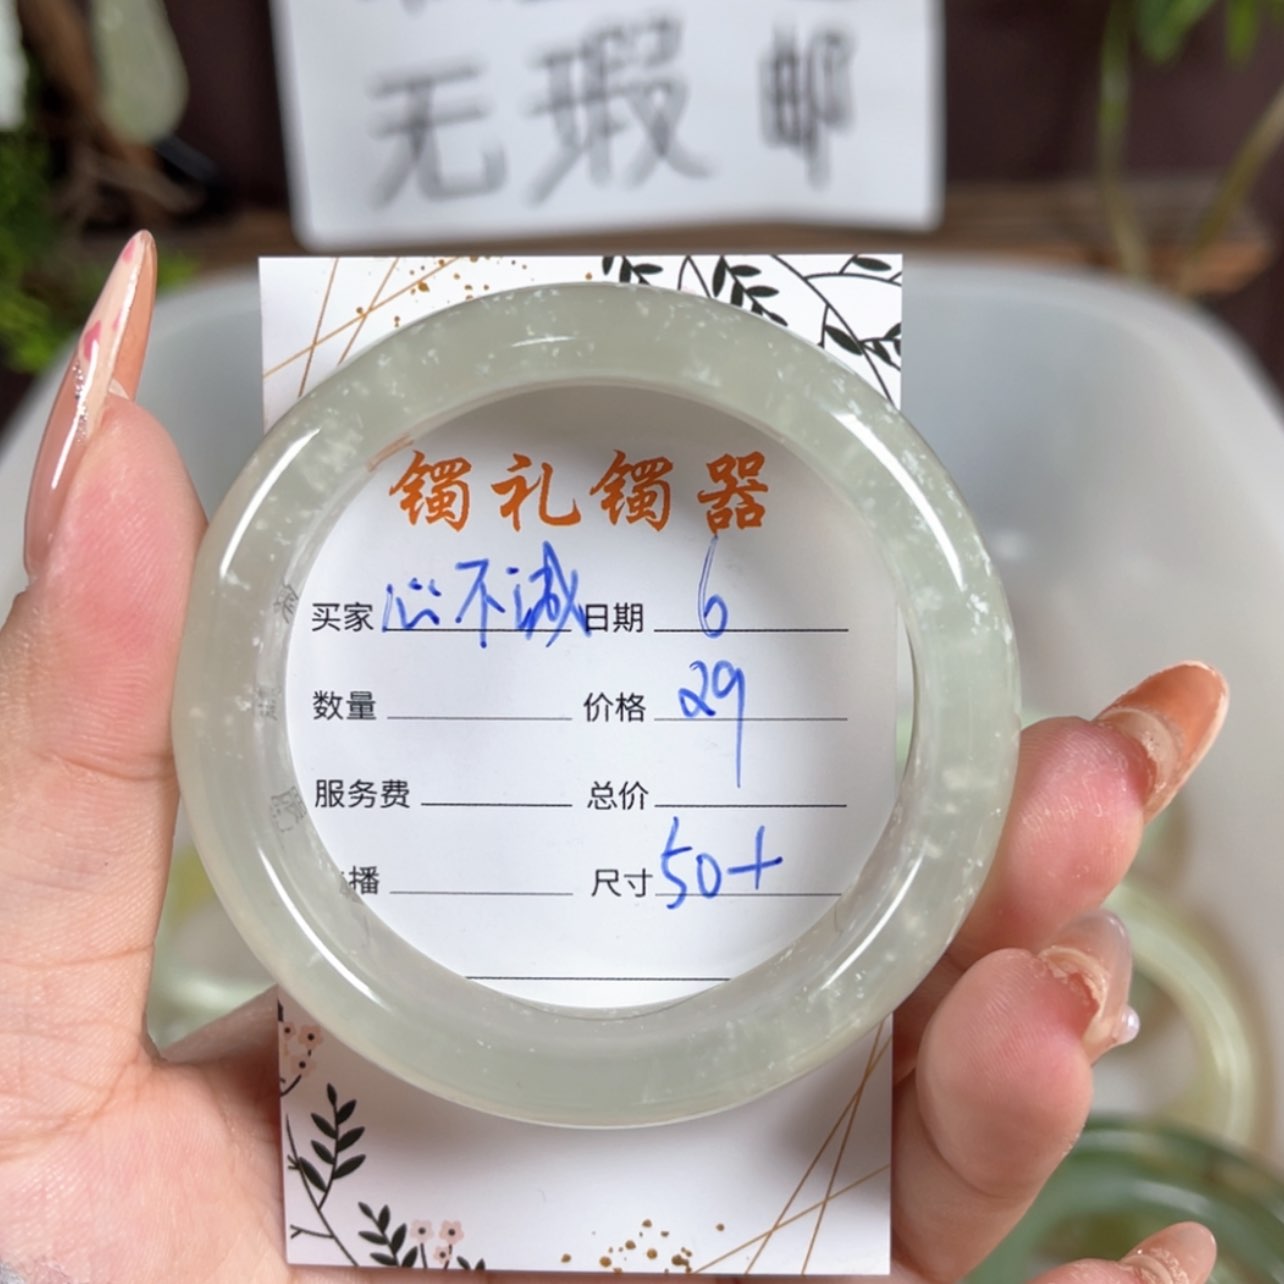 无瑕邮
镯礼镯器
买家 心不诚 日期 6
数量 价格 29
服务费 总价
播 尺寸 50+